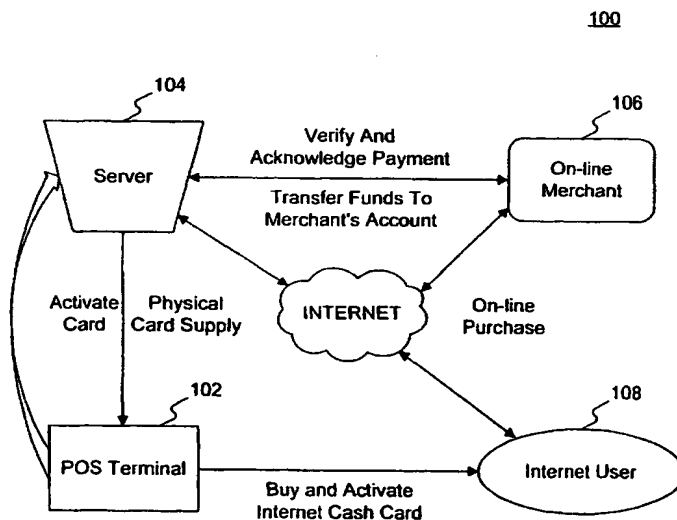 100
104
106
Server
Verify And
Acknowledge Payment
Transfer Funds To
Merchant's Account
On-line
Merchant
Activate
Card
Physical
Card Supply
INTERNET
On-line
Purchase
102
108
POS Terminal
Buy and Activate
Internet Cash Card
Internet User